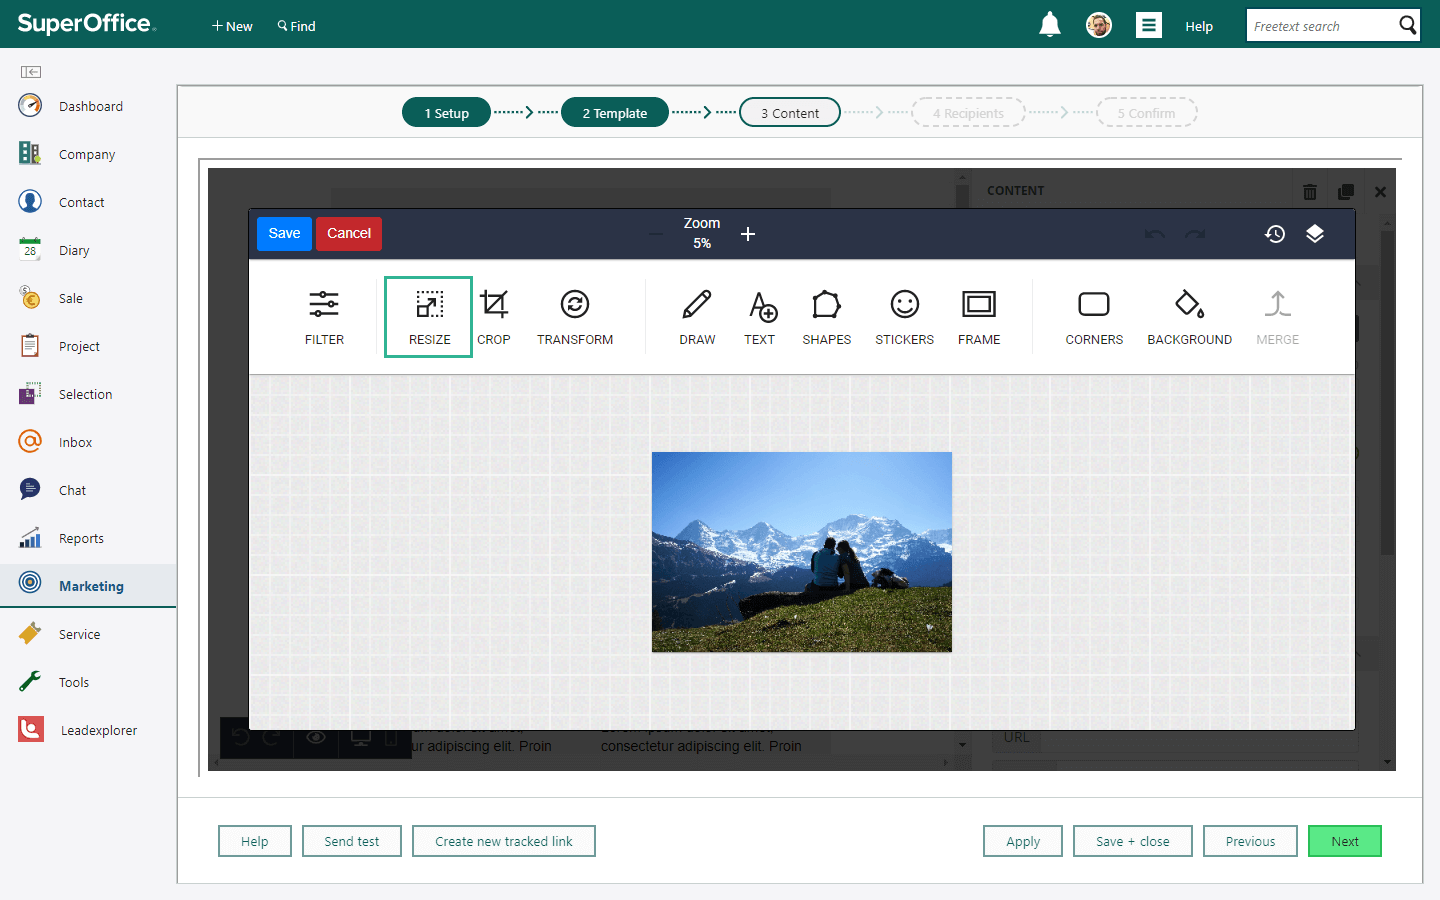 SuperOffice
New
Find
Help
Freetext search
Dashboard
Company
Contact
28
Diary
Sale
Project
Selection
Inbox
Chat
Reports
Marketing
Service
Tools
Leadexplorer
1 Setup
2 Template
3 Content
4 Recipients
5 Confirm
CONTENT
Save
Cancel
Zoom
5%
FILTER
RESIZE
CROP
TRANSFORM
DRAW
TEXT
SHAPES
STICKERS
FRAME
CORNERS
BACKGROUND
MERGE
ur adipiscing elit. Proin
consectetur adipiscing elit. Proin
URL
Help
Send test
Create new tracked link
Apply
Save + close
Previous
Next